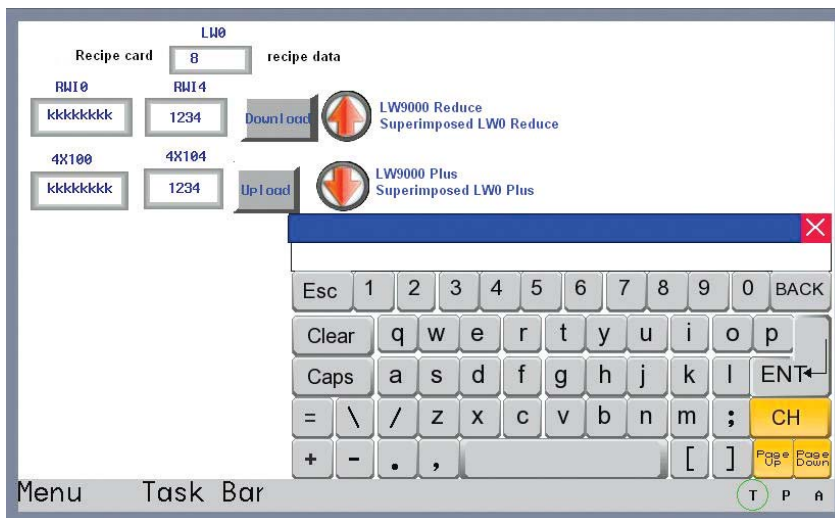 LW0
Recipe card 8 recipe data
RWI0 RWI4
kkkkkkkk 1234 Download LW9000 Reduce
Superimposed LW0 Reduce
4X100 4X104
kkkkkkkk 1234 Upload LW9000 Plus
Superimposed LW0 Plus
Esc 1 2 3 4 5 6 7 8 9 0 BACK
Clear q w e r t y u i o p
Caps a s d f g h j k l ENT
= \ / z x c v b n m ; CH
+ - . , [ ] Page Up Page Down
Menu Task Bar T P A